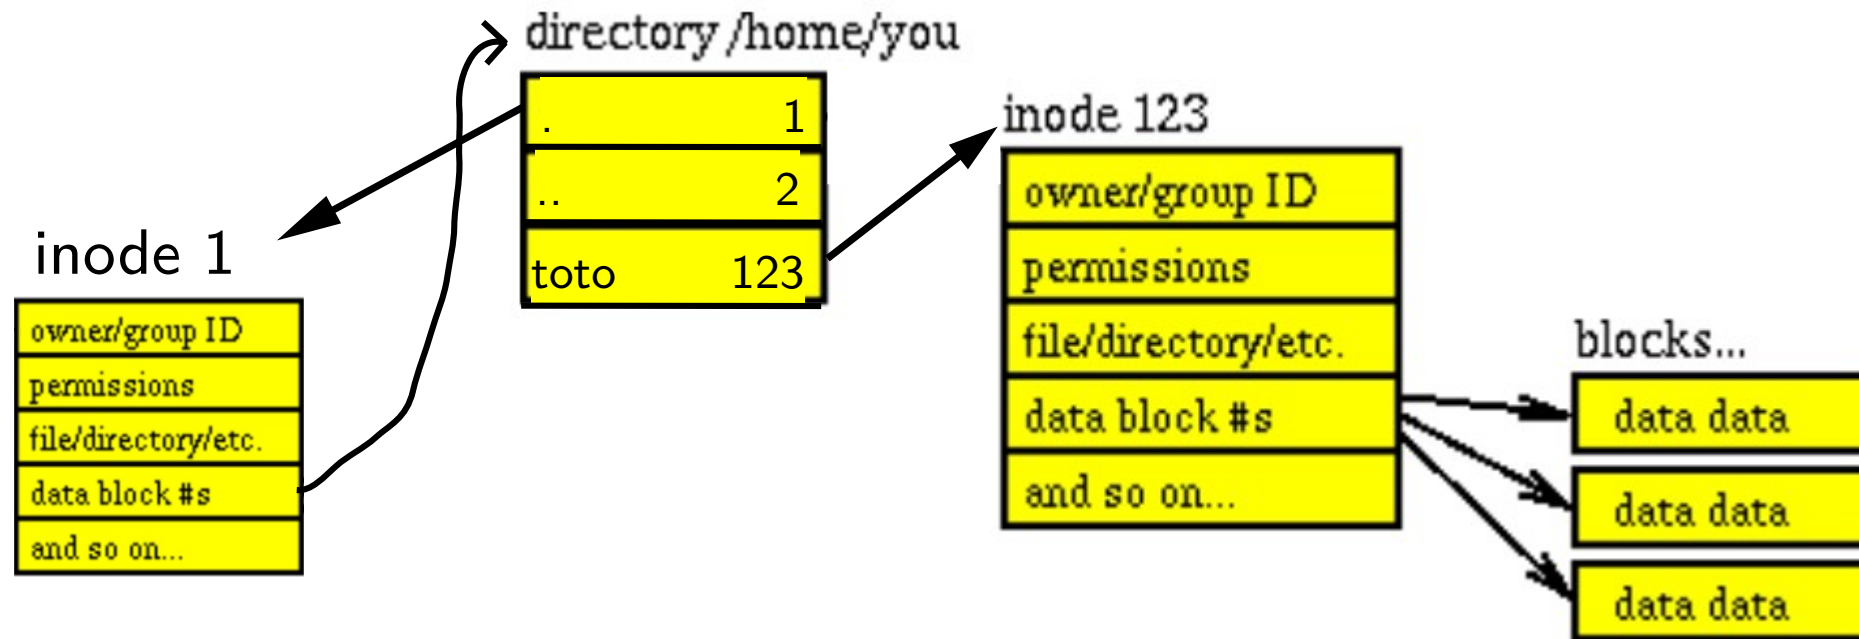 directory /home/you
. 1
.. 2
toto 123
inode 1
owner/group ID
permissions
file/directory/etc.
data block #s
and so on...
inode 123
owner/group ID
permissions
file/directory/etc.
data block #s
and so on...
blocks...
data data
data data
data data